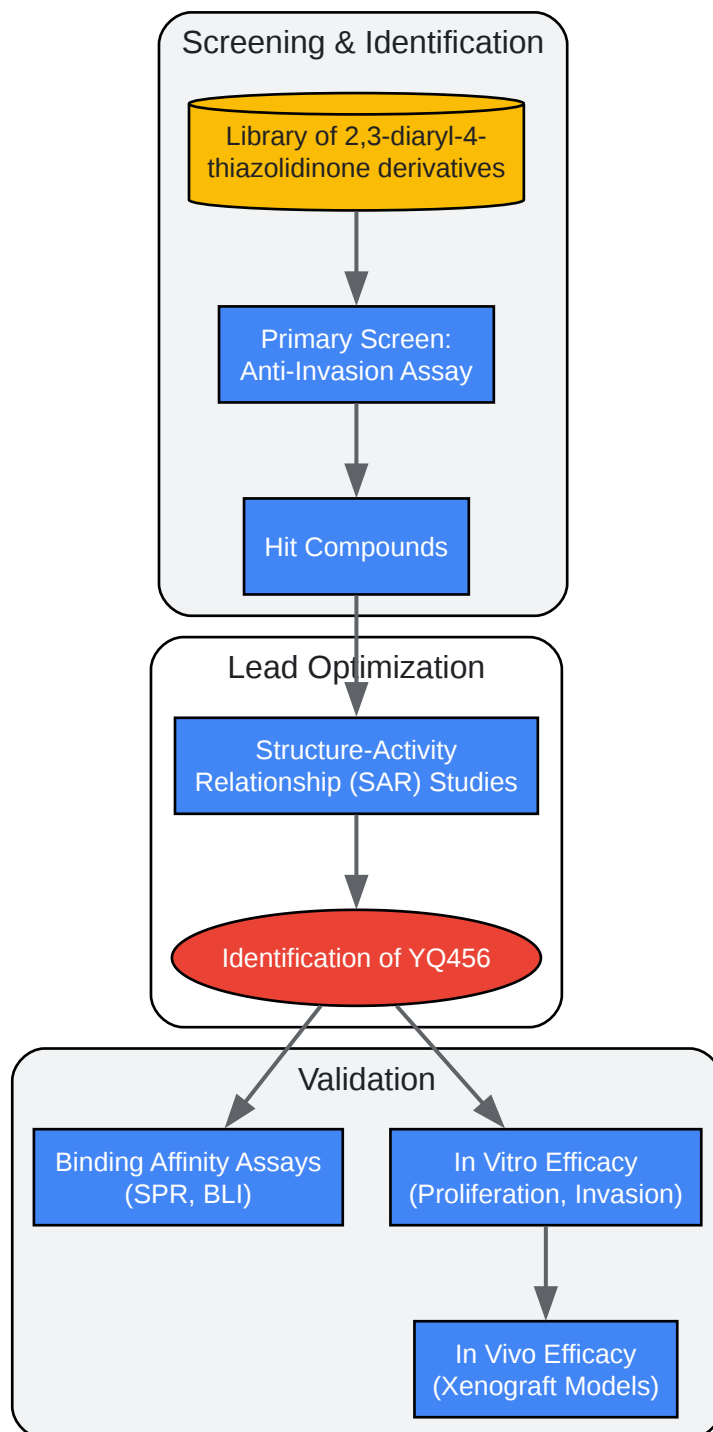 Screening & Identification
Library of 2,3-diaryl-4-
thiazolidinone derivatives
Primary Screen:
Anti-Invasion Assay
Hit Compounds
Lead Optimization
Structure-Activity
Relationship (SAR) Studies
Identification of YQ456
Validation
Binding Affinity Assays
(SPR, BLI)
In Vitro Efficacy
(Proliferation, Invasion)
In Vivo Efficacy
(Xenograft Models)